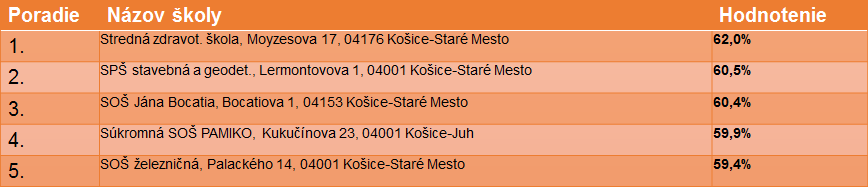 Poradie Názov školy Hodnotenie
1. Stredná zdravot. škola, Moyzesova 17, 04176 Košice-Staré Mesto 62,0%
2. SPŠ stavebná a geodet., Lermontovova 1, 04001 Košice-Staré Mesto 60,5%
3. SOŠ Jána Bocatia, Bocatiova 1, 04153 Košice-Staré Mesto 60,4%
4. Súkromná SOŠ PAMIKO, Kukučínova 23, 04001 Košice-Juh 59,9%
5. SOŠ železničná, Palackého 14, 04001 Košice-Staré Mesto 59,4%